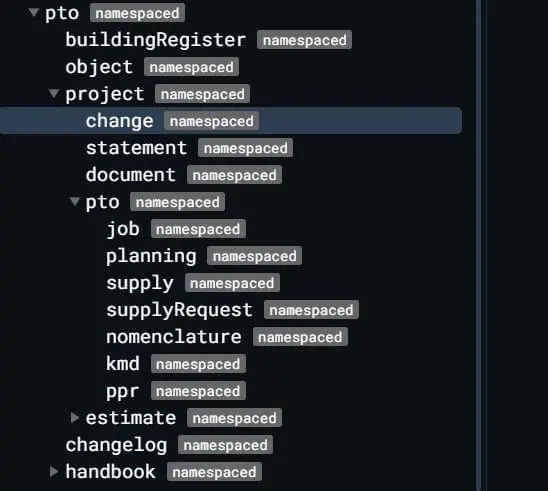 pto namespaced
buildingRegister namespaced
object namespaced
project namespaced
change namespaced
statement namespaced
document namespaced
pto namespaced
job namespaced
planning namespaced
supply namespaced
supplyRequest namespaced
nomenclature namespaced
kmd namespaced
ppr namespaced
estimate namespaced
changelog namespaced
handbook namespaced